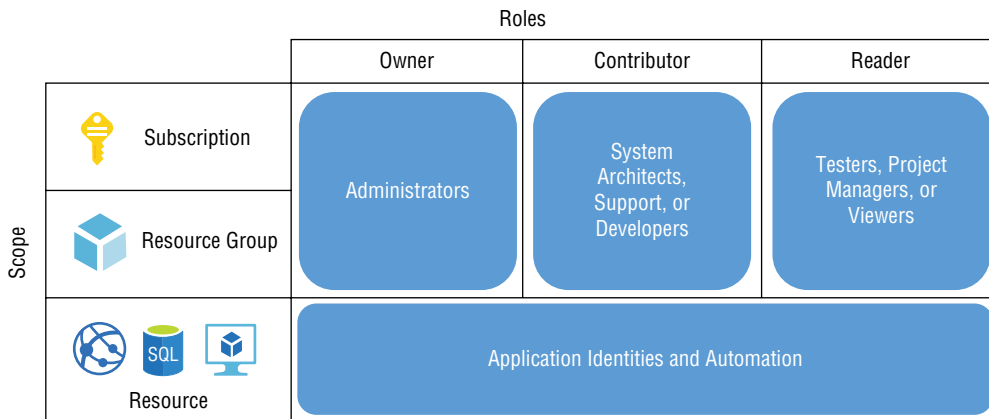 Roles
Owner
Contributor
Reader
Scope
Subscription
Administrators
System
Architects,
Support, or
Developers
Testers, Project
Managers, or
Viewers
Resource Group
SQL
Resource
Application Identities and Automation